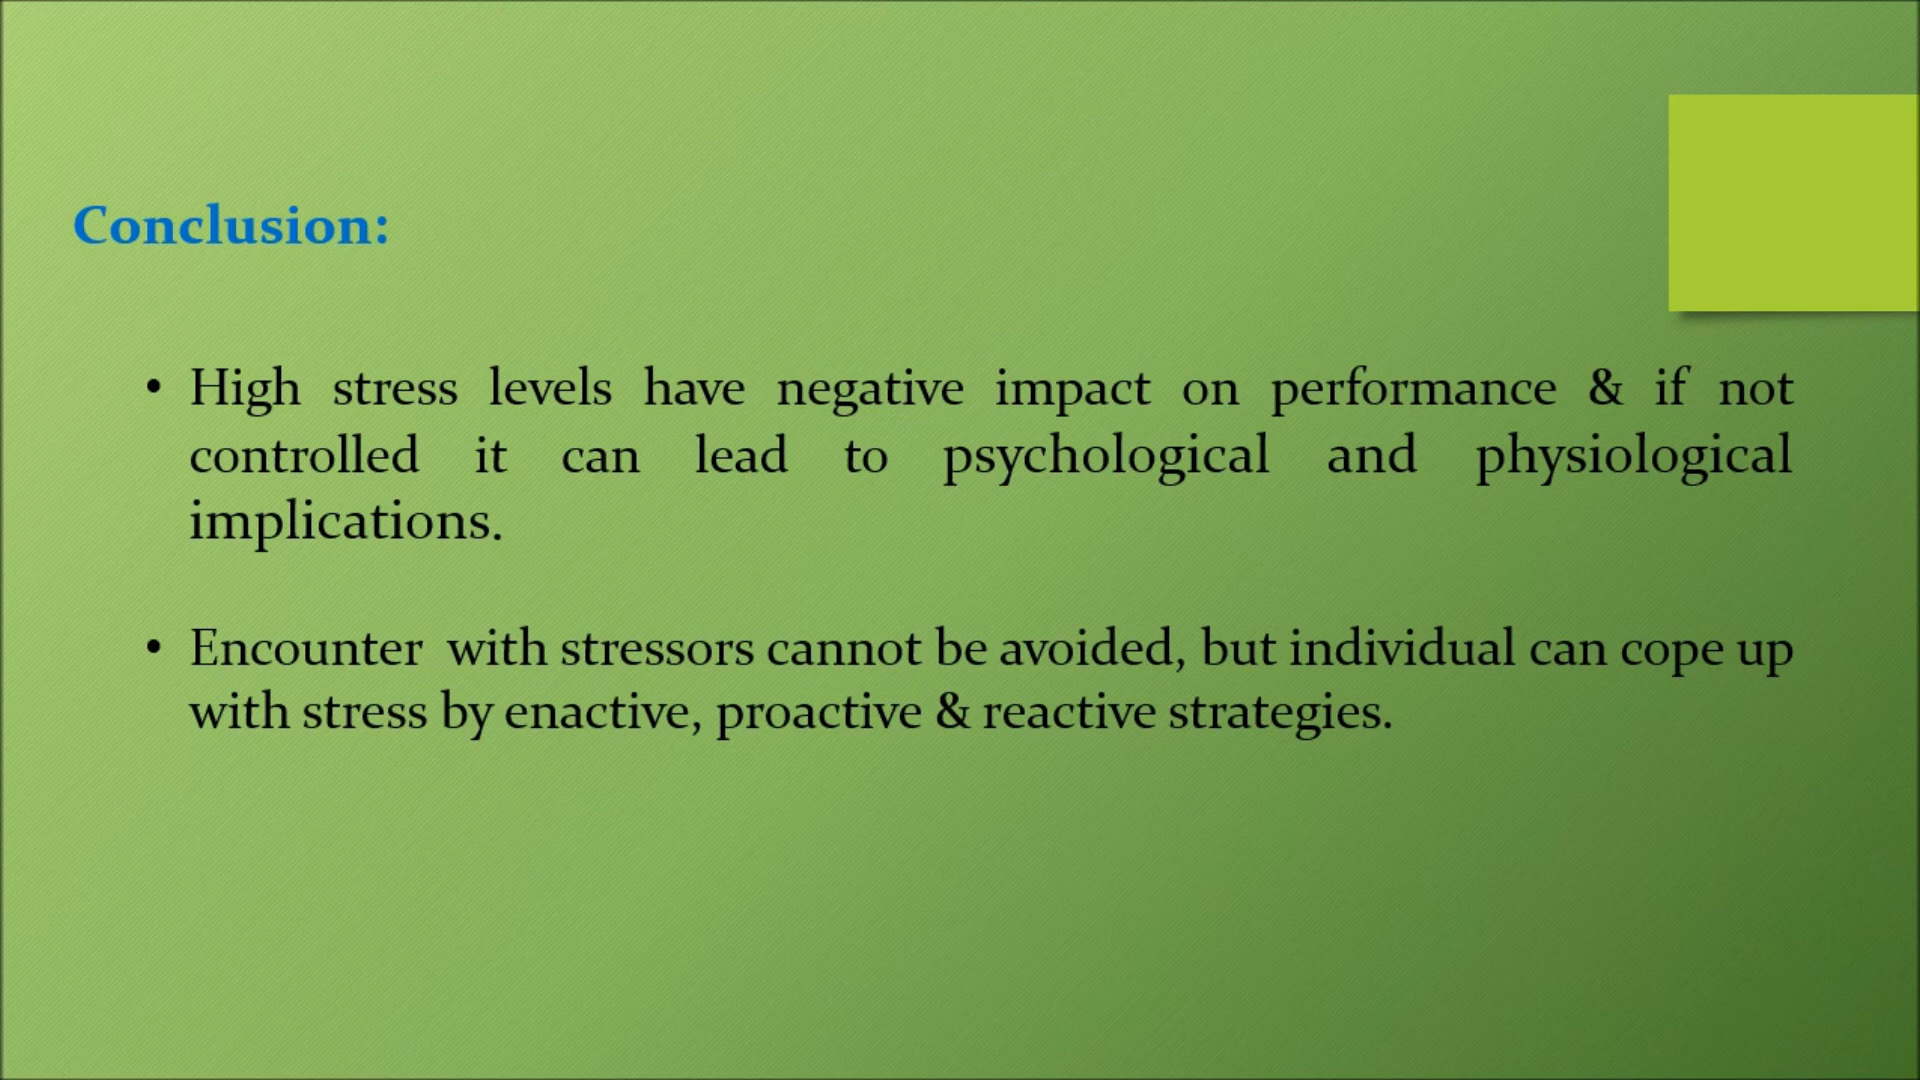 Conclusion:
• High stress levels have negative impact on performance & if not
controlled it can lead to psychological and physiological
implications.
• Encounter  with stressors cannot be avoided, but individual can cope up
with stress by enactive, proactive & reactive strategies.